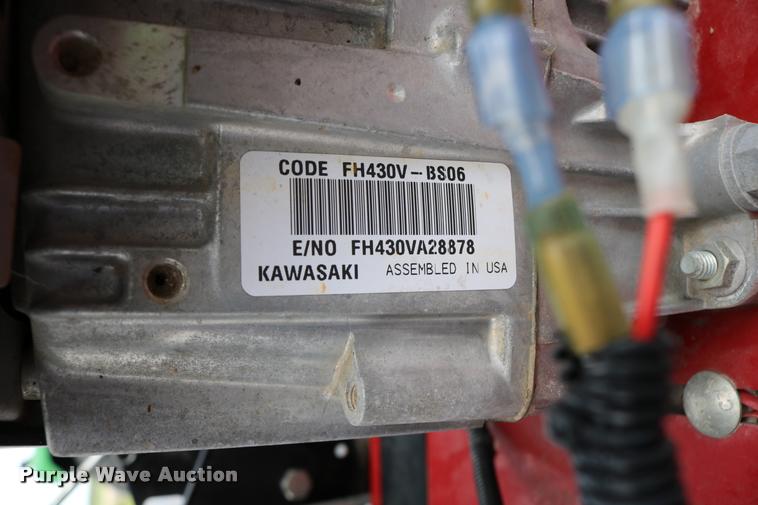 CODE FH430V-BS06
E/NO FH430VA28878
KAWASAKI ASSEMBLED IN USA
Purple Wave Auction